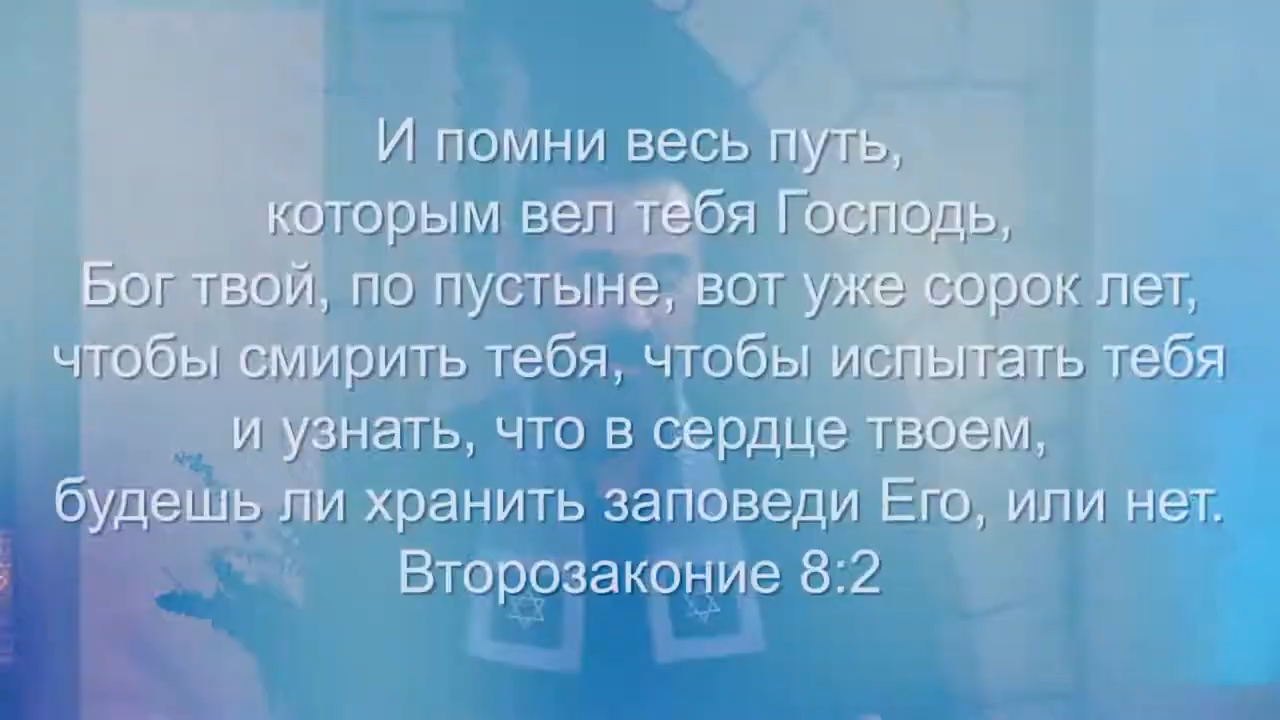 И помни весь путь,
которым вел тебя Господь,
Бог твой, по пустыне, вот уже сорок лет,
чтобы смирить тебя, чтобы испытать тебя
и узнать, что в сердце твоем,
будешь ли хранить заповеди Его, или нет.
Второзаконие 8:2